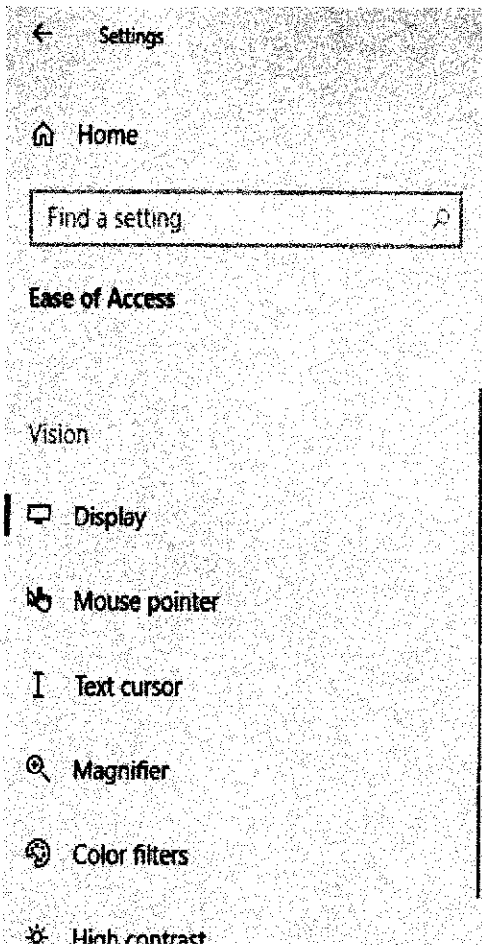 Settings
Home
Find a setting
Ease of Access
Vision
Display
Mouse pointer
Text cursor
Magnifier
Color filters
High contrast